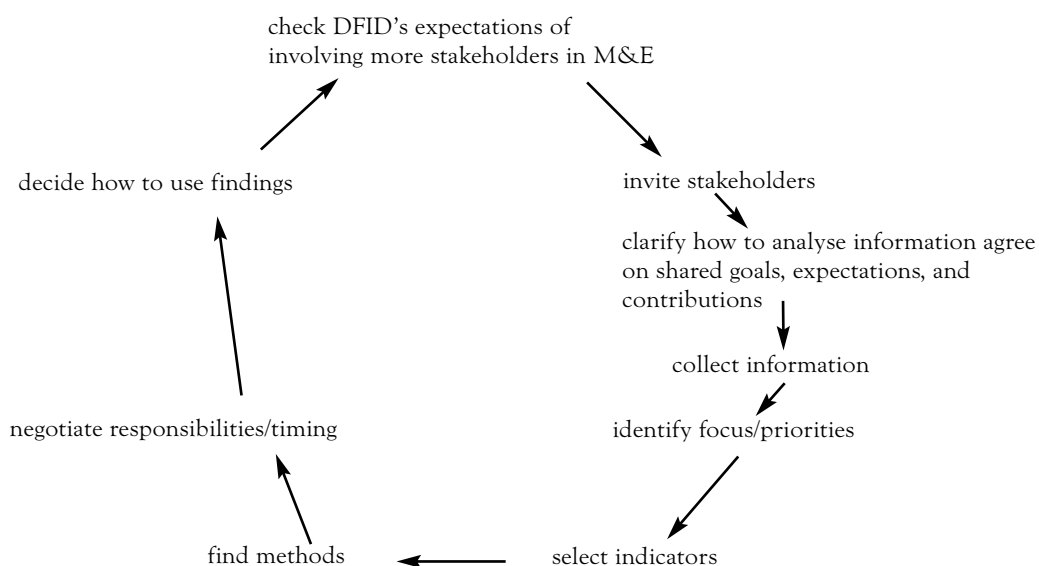 check DFID's expectations of
involving more stakeholders in M&E
invite stakeholders
clarify how to analyse information agree
on shared goals, expectations, and
contributions
collect information
identify focus/priorities
select indicators
find methods
negotiate responsibilities/timing
decide how to use findings